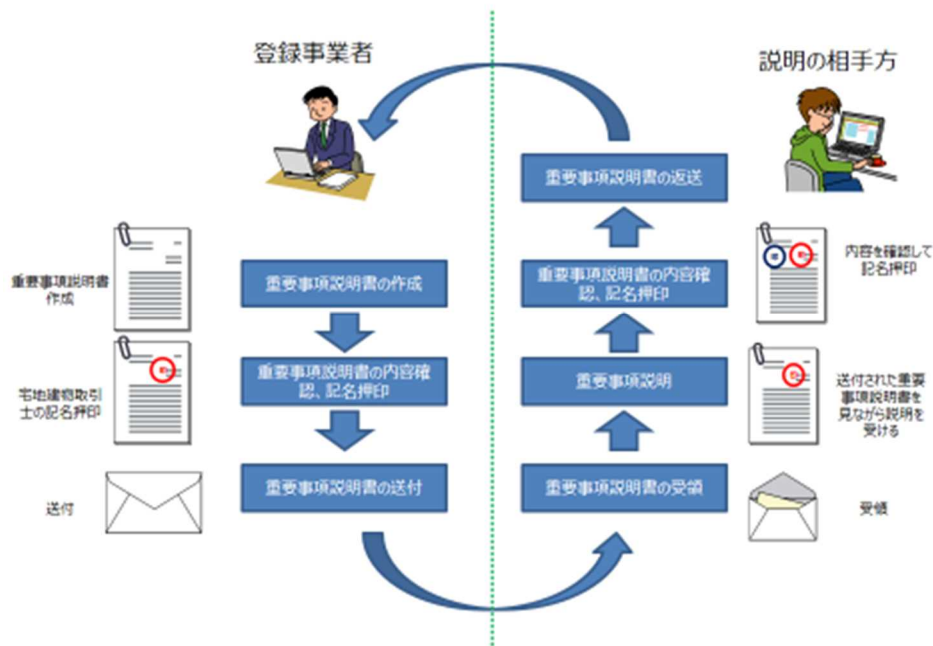 登録事業者
説明の相手方
重要事項説明書
作成
宅地建物取引
士の記名押印
送付
重要事項説明書の作成
重要事項説明書の内容確
認、記名押印
重要事項説明書の送付
重要事項説明書の返送
重要事項説明書の内容確
認、記名押印
重要事項説明
重要事項説明書の受領
内容を確認して
記名押印
送付された重要
事項説明書を
見ながら説明を
受ける
受領